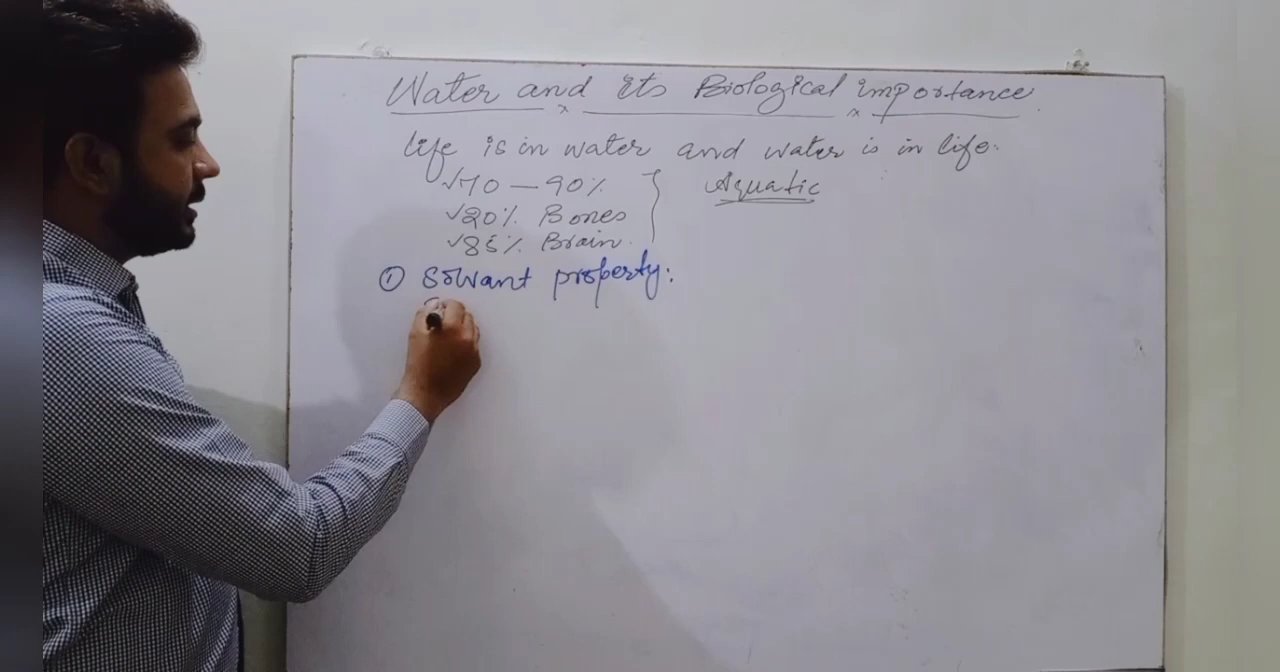 Water and its Biological importance.
life is in water and water is in life.
√70 – 90% } Aquatic
√20% Bones
√85% Brain.
① Solvant property: